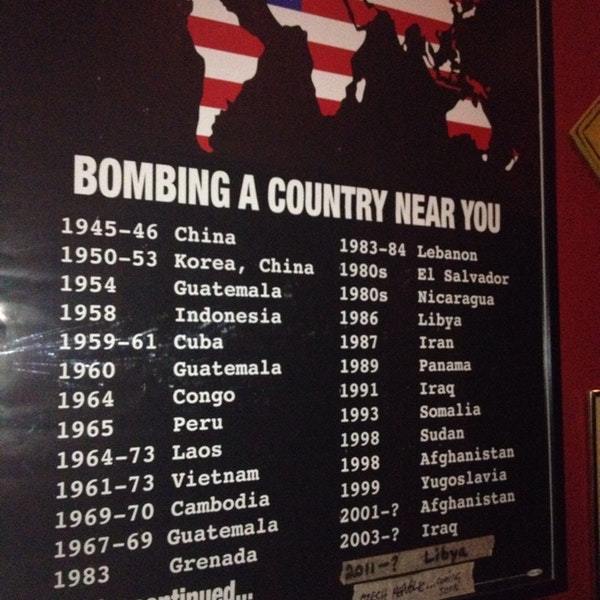 BOMBING A COUNTRY NEAR YOU
1945-46 China
1950-53 Korea, China
1954 Guatemala
1958 Indonesia
1959-61 Cuba
1960 Guatemala
1964 Congo
1965 Peru
1964-73 Laos
1961-73 Vietnam
1969-70 Cambodia
1967-69 Guatemala
1983 Grenada
continued...
1983-84 Lebanon
1980s El Salvador
1980s Nicaragua
1986 Libya
1987 Iran
1989 Panama
1991 Iraq
1993 Somalia
1998 Sudan
1998 Afghanistan
1999 Yugoslavia
2001-? Afghanistan
2003-? Iraq
2011-? Libya